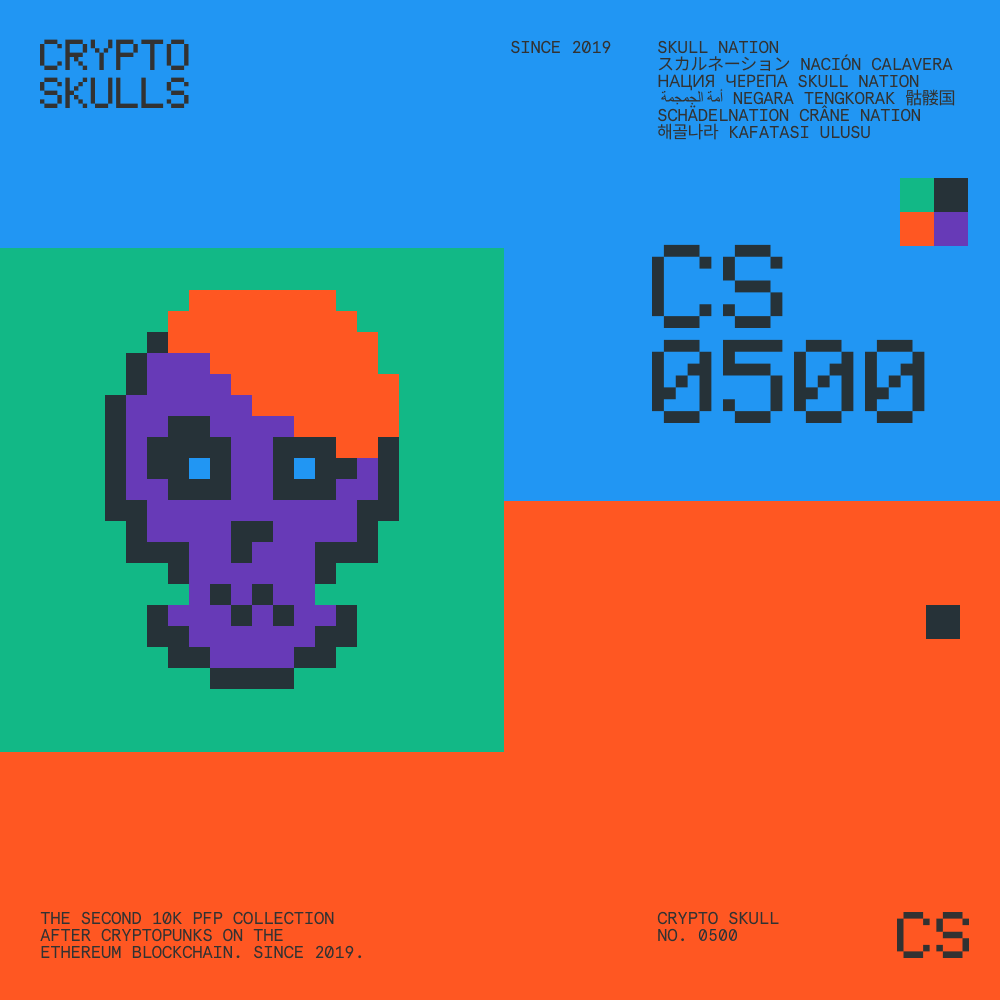 CRYPTO
SKULLS
SINCE 2019
SKULL NATION
スカルネーション NACIÓN CALAVERA
НАЦИЯ ЧЕРЕПА SKULL NATION
أمة الجمجمة NEGARA TENGKORAK 骷髅国
SCHÄDELNATION CRÂNE NATION
해골나라 KAFATASI ULUSU
CS
0500
THE SECOND 10K PFP COLLECTION
AFTER CRYPTOPUNKS ON THE
ETHEREUM BLOCKCHAIN. SINCE 2019.
CRYPTO SKULL
NO. 0500
CS